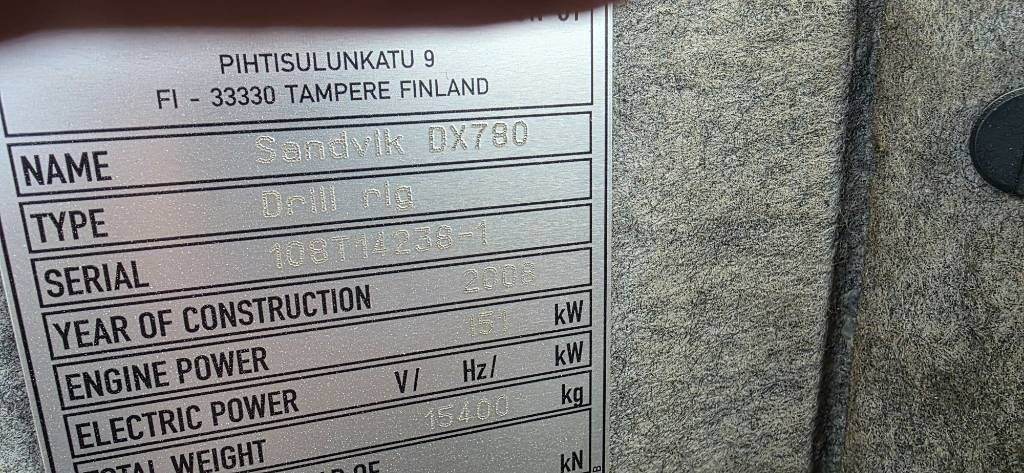 PIHTISULUNKATU 9
FI - 33330 TAMPERE FINLAND
NAME Sandvik DX780
TYPE Drill rig
SERIAL 108T14238-1
YEAR OF CONSTRUCTION 2008
ENGINE POWER 151 kW
ELECTRIC POWER V/ Hz/ kW
TOTAL WEIGHT 15400 kg
OF kN